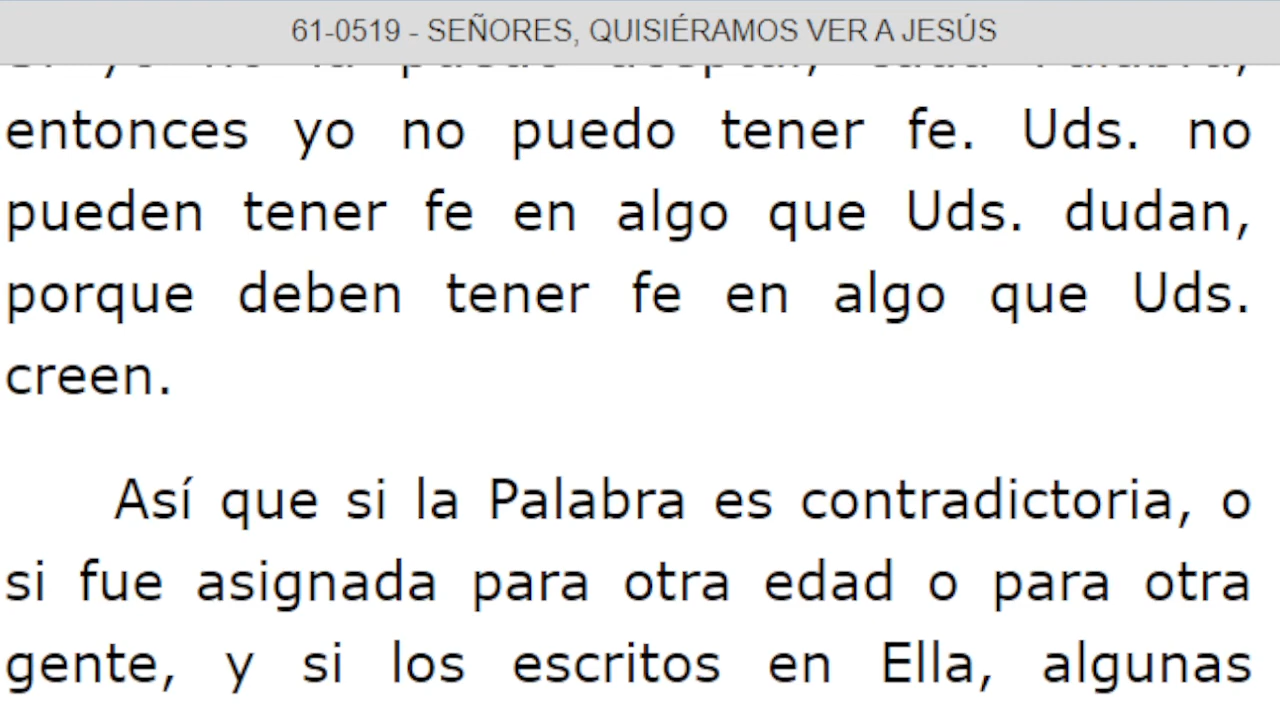 61-0519 - SEÑORES, QUISIÉRAMOS VER A JESÚS
entonces yo no puedo tener fe. Uds. no
pueden tener fe en algo que Uds. dudan,
porque deben tener fe en algo que Uds.
creen.
Así que si la Palabra es contradictoria, o
si fue asignada para otra edad o para otra
gente, y si los escritos en Ella, algunas